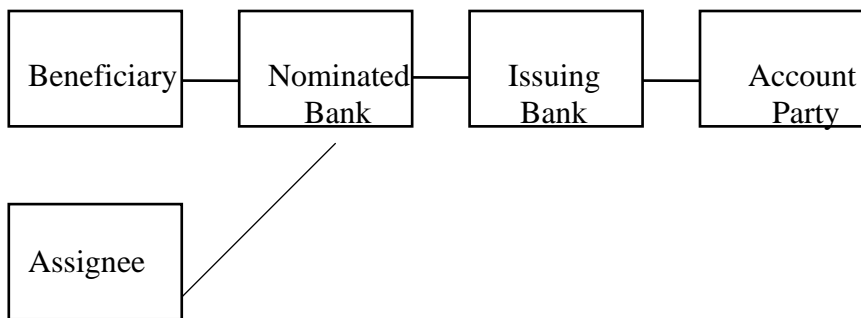 Beneficiary
Nominated
Bank
Issuing
Bank
Account
Party
Assignee